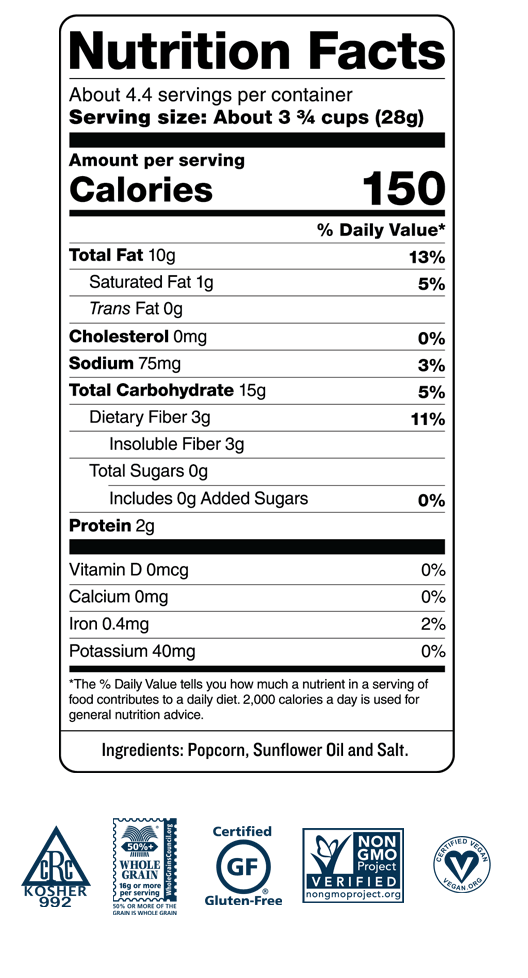 Nutrition Facts
About 4.4 servings per container
Serving size: About 3 ¾ cups (28g)
Amount per serving
Calories 150
% Daily Value*
Total Fat 10g 13%
Saturated Fat 1g 5%
Trans Fat 0g
Cholesterol 0mg 0%
Sodium 75mg 3%
Total Carbohydrate 15g 5%
Dietary Fiber 3g 11%
Insoluble Fiber 3g
Total Sugars 0g
Includes 0g Added Sugars 0%
Protein 2g
Vitamin D 0mcg 0%
Calcium 0mg 0%
Iron 0.4mg 2%
Potassium 40mg 0%
*The % Daily Value tells you how much a nutrient in a serving of
food contributes to a daily diet. 2,000 calories a day is used for
general nutrition advice.
Ingredients: Popcorn, Sunflower Oil and Salt.
CRC
KOSHER
992
50%+
WHOLE
GRAIN
16g or more
per serving
WholeGrainsCouncil.org
50% OR MORE OF THE
GRAIN IS WHOLE GRAIN
Certified
GF
®
Gluten-Free
NON
GMO
Project
VERIFIED
nongmoproject.org
CERTIFIED VEGAN
V
VEGAN.ORG